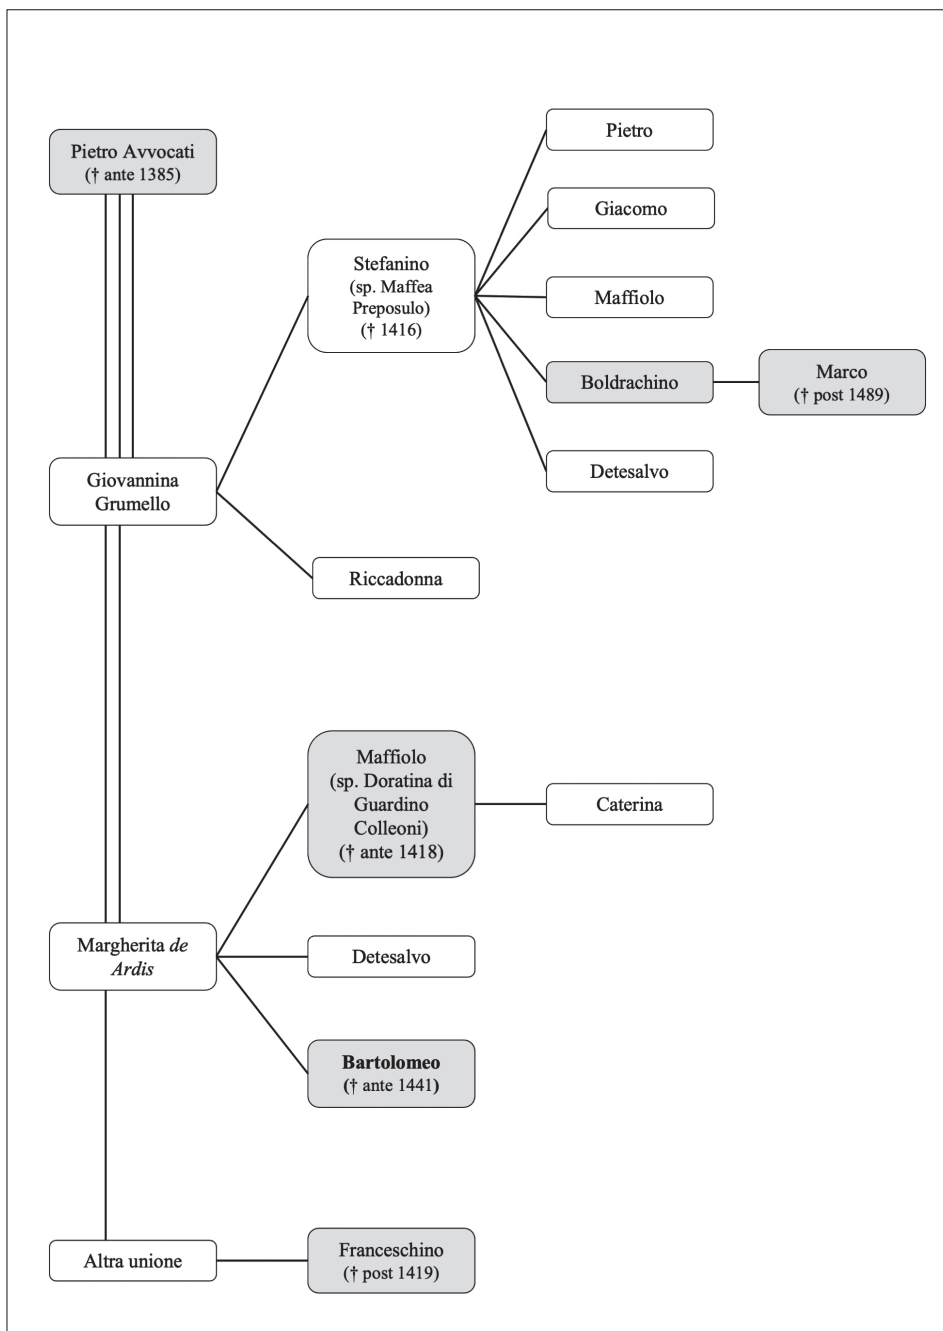 Pietro Avvocati
(† ante 1385)
Giovannina
Grumello
Stefanino
(sp. Maffea
Preposulo)
(† 1416)
Riccadonna
Pietro
Giacomo
Maffiolo
Boldrachino
Detesalvo
Marco
(† post 1489)
Margherita de
Ardis
Maffiolo
(sp. Doratina di
Guardino
Colleoni)
(† ante 1418)
Caterina
Detesalvo
Bartolomeo
(† ante 1441)
Altra unione
Franceschino
(† post 1419)